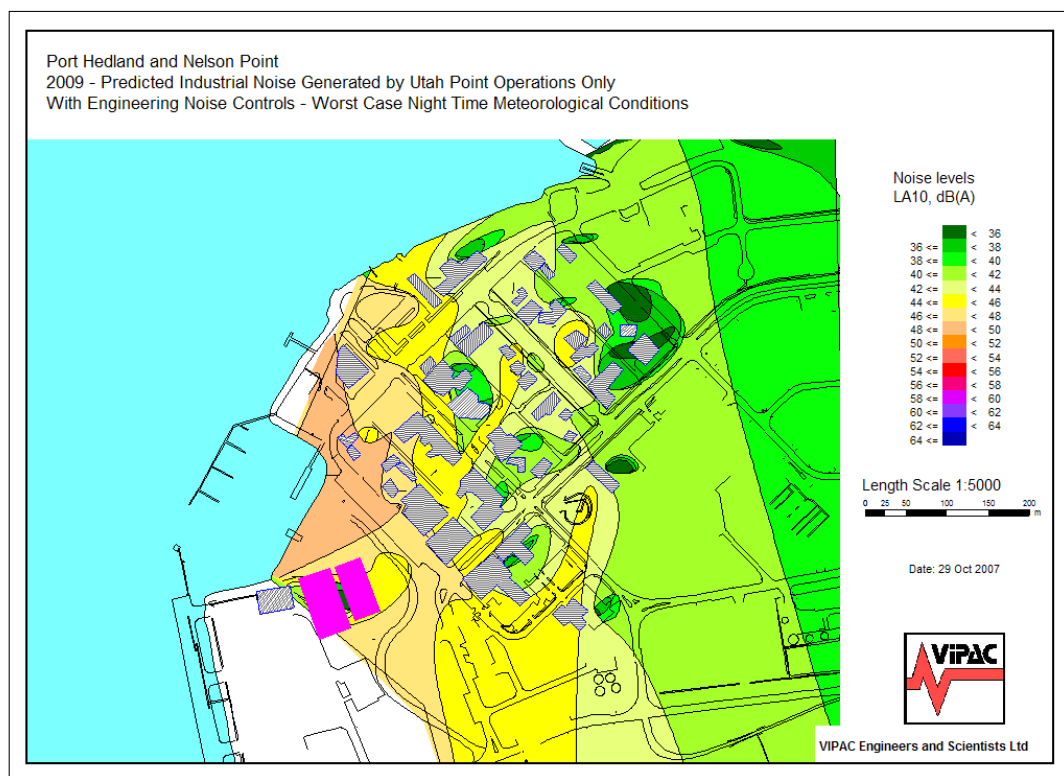 Port Hedland and Nelson Point
2009 - Predicted Industrial Noise Generated by Utah Point Operations Only
With Engineering Noise Controls - Worst Case Night Time Meteorological Conditions
Noise levels
LA10, dB(A)
< 36
36 <= < 38
38 <= < 40
40 <= < 42
42 <= < 44
44 <= < 46
46 <= < 48
48 <= < 50
50 <= < 52
52 <= < 54
54 <= < 56
56 <= < 58
58 <= < 60
60 <= < 62
62 <= < 64
64 <=
Length Scale 1:5000
0 25 50 100 150 200
m
Date: 29 Oct 2007
VIPAC
VIPAC Engineers and Scientists Ltd